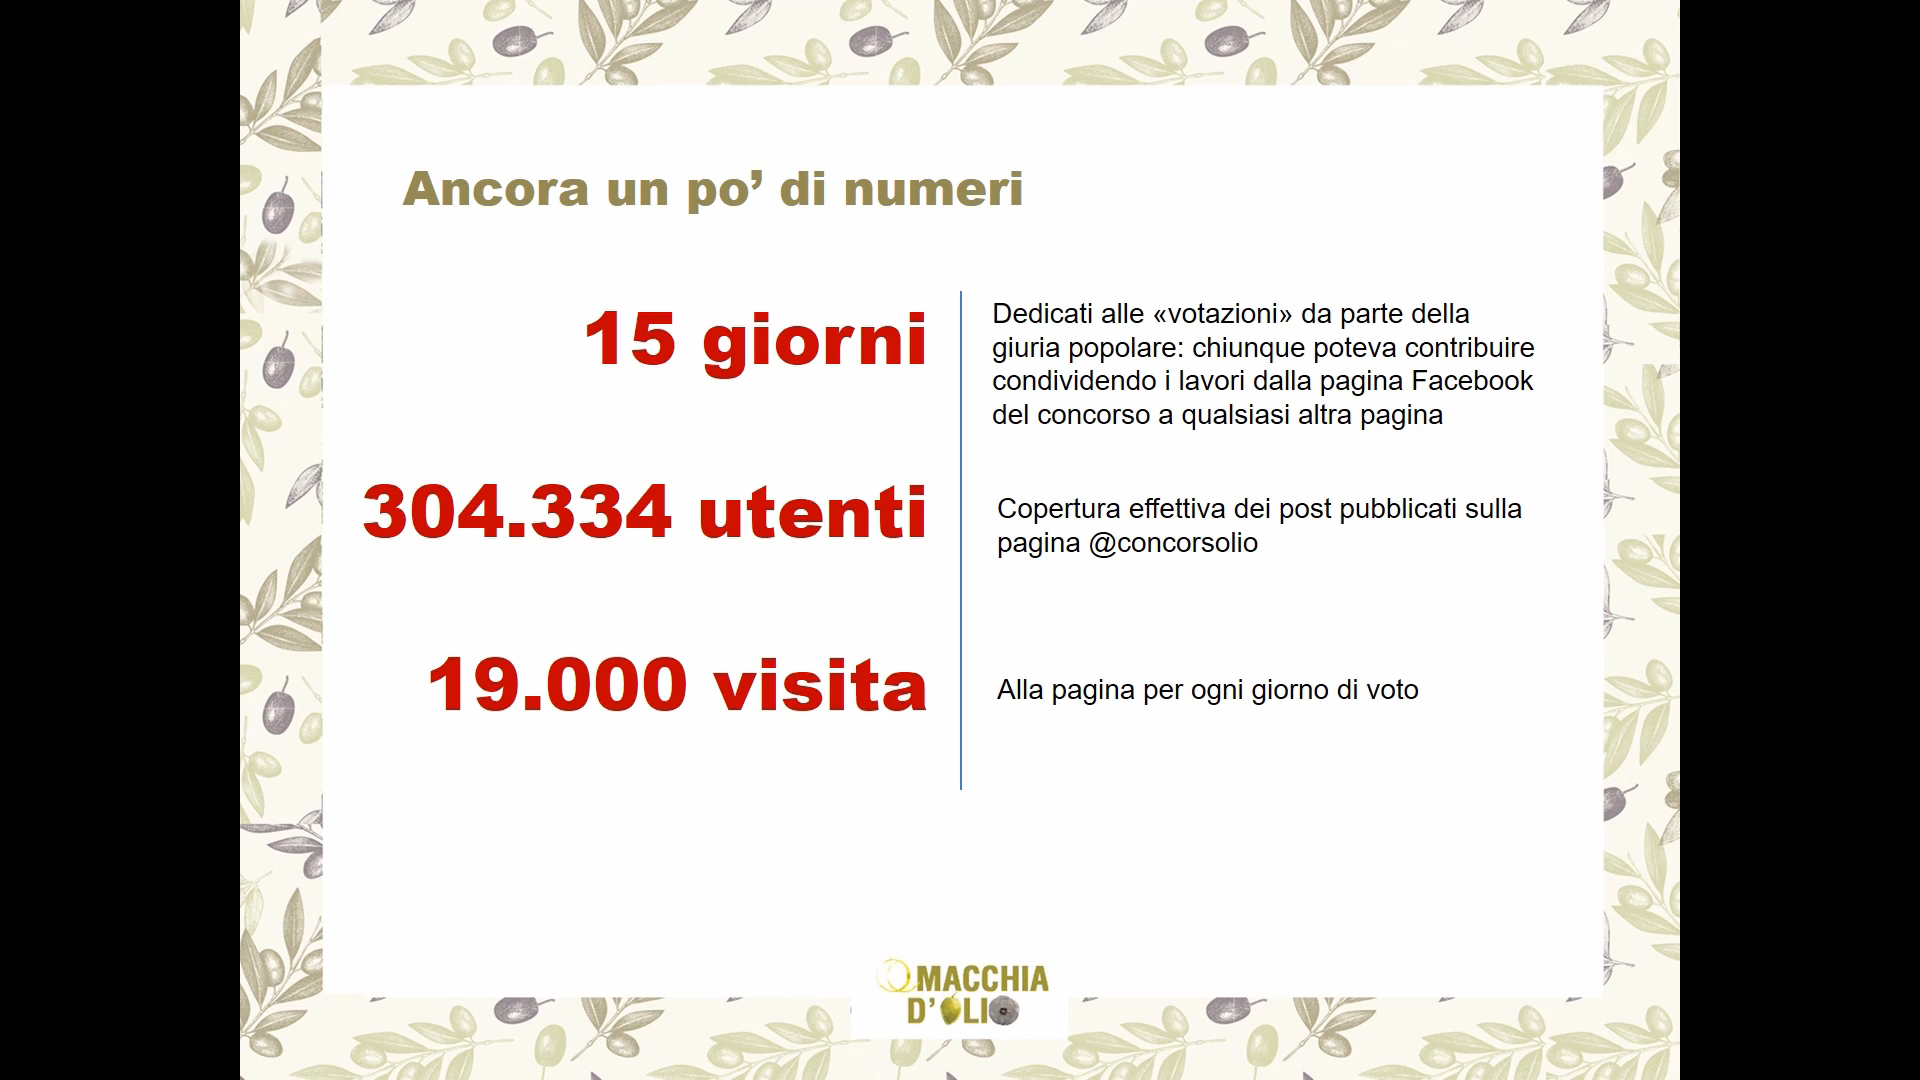 Ancora un po’ di numeri
15 giorni
Dedicati alle «votazioni» da parte della
giuria popolare: chiunque poteva contribuire
condividendo i lavori dalla pagina Facebook
del concorso a qualsiasi altra pagina
304.334 utenti
Copertura effettiva dei post pubblicati sulla
pagina @concorsolio
19.000 visita
Alla pagina per ogni giorno di voto
MACCHIA
D’OLIO